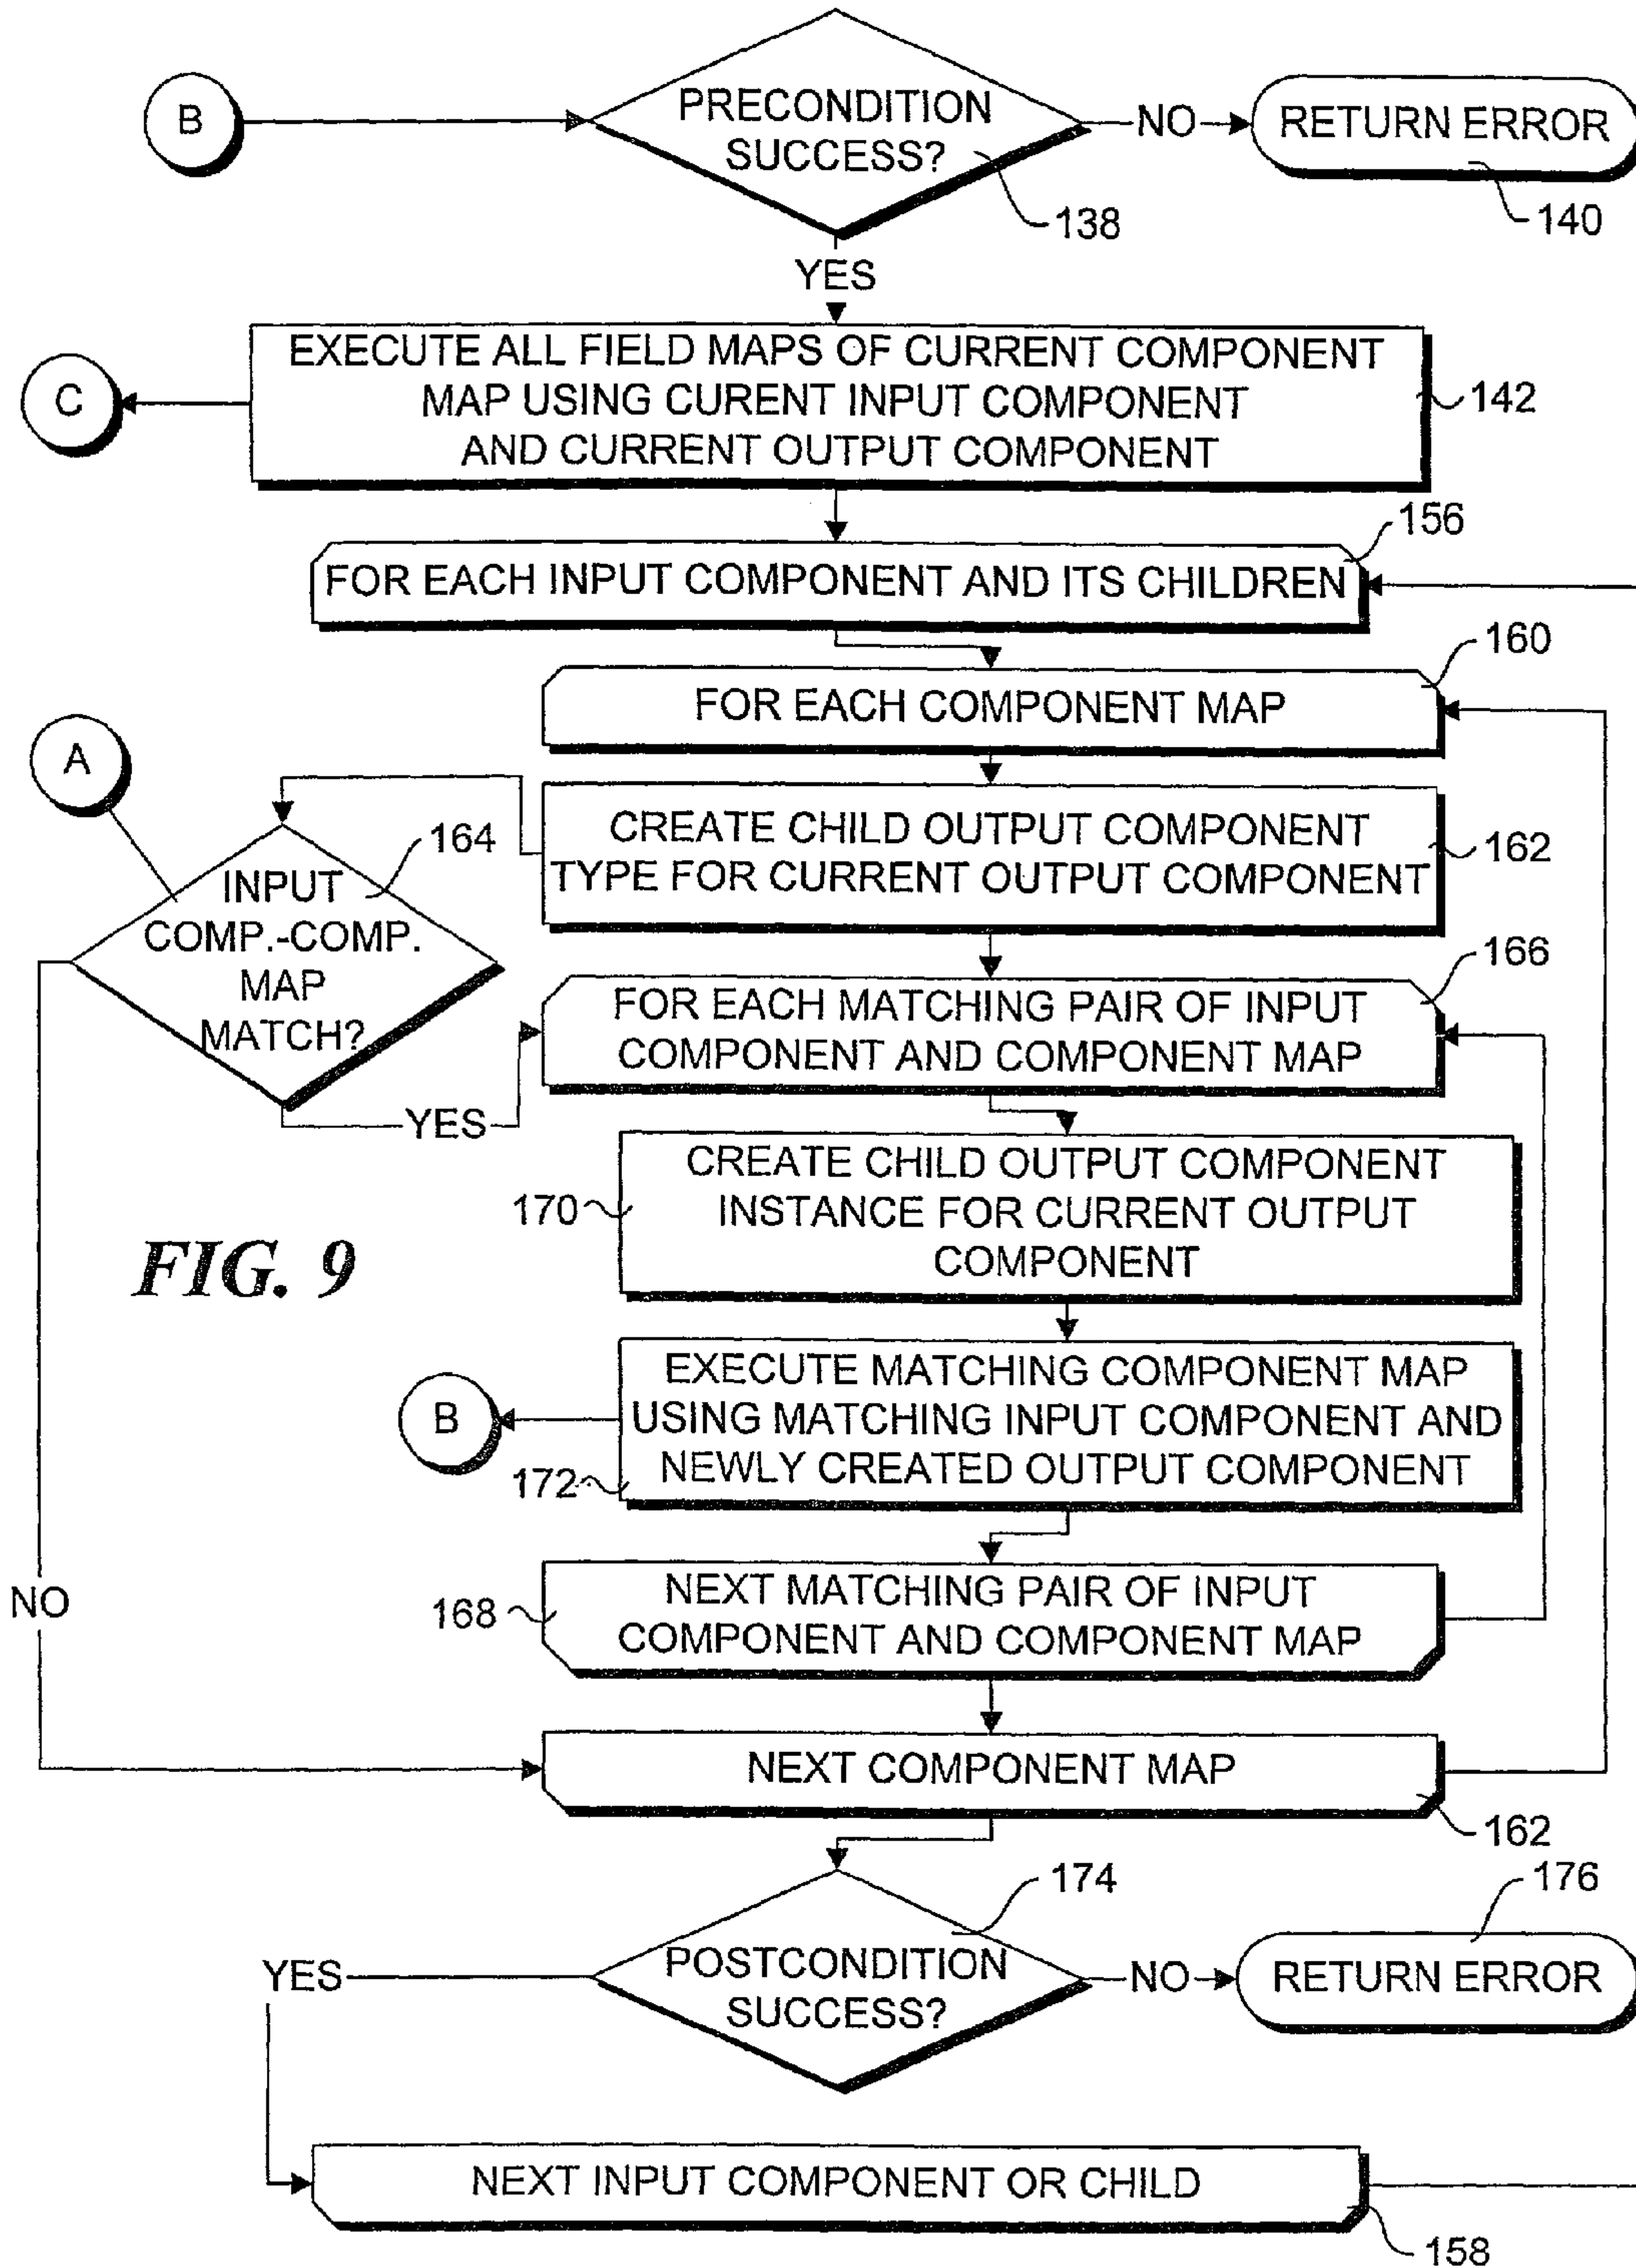 B
PRECONDITION
SUCCESS?
NO
RETURN ERROR
138
140
YES
EXECUTE ALL FIELD MAPS OF CURRENT COMPONENT
MAP USING CURENT INPUT COMPONENT
AND CURRENT OUTPUT COMPONENT
C
142
156
FOR EACH INPUT COMPONENT AND ITS CHILDREN
160
FOR EACH COMPONENT MAP
A
164
INPUT
COMP.-COMP.
MAP
MATCH?
CREATE CHILD OUTPUT COMPONENT
TYPE FOR CURRENT OUTPUT COMPONENT
162
166
FOR EACH MATCHING PAIR OF INPUT
COMPONENT AND COMPONENT MAP
YES
CREATE CHILD OUTPUT COMPONENT
INSTANCE FOR CURRENT OUTPUT
COMPONENT
170
FIG. 9
EXECUTE MATCHING COMPONENT MAP
USING MATCHING INPUT COMPONENT AND
NEWLY CREATED OUTPUT COMPONENT
B
172
NO
168
NEXT MATCHING PAIR OF INPUT
COMPONENT AND COMPONENT MAP
NEXT COMPONENT MAP
162
174
176
YES
POSTCONDITION
SUCCESS?
NO
RETURN ERROR
NEXT INPUT COMPONENT OR CHILD
158